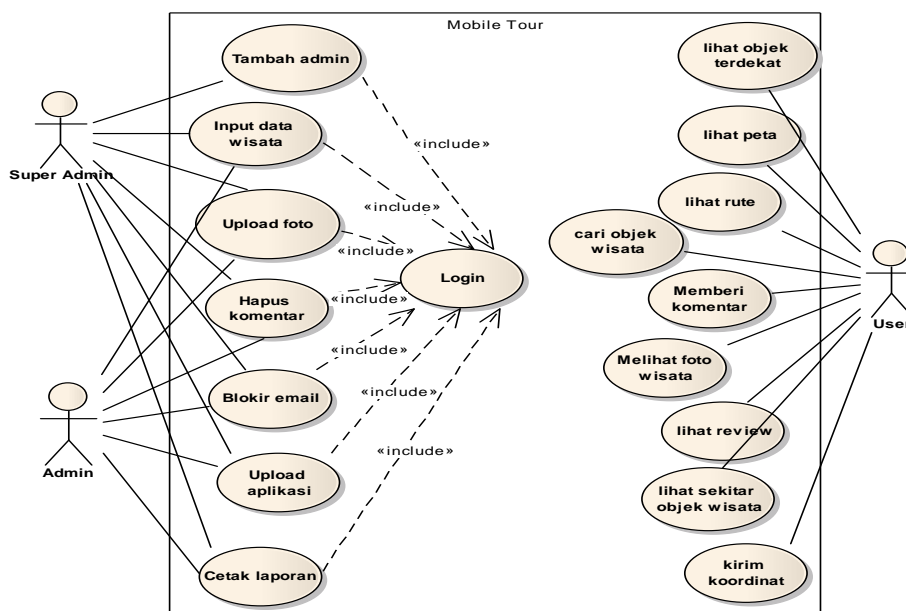 Mobile Tour
Tambah admin
Input data
wisata
Upload foto
Hapus
komentar
Blokir email
Upload
aplikasi
Cetak laporan
Super Admin
Admin
«include»
«include»
«include»
«include»
«include»
«include»
«include»
Login
lihat objek
terdekat
lihat peta
lihat rute
cari objek
wisata
Memberi
komentar
Melihat foto
wisata
lihat review
lihat sekitar
objek wisata
kirim
koordinat
User